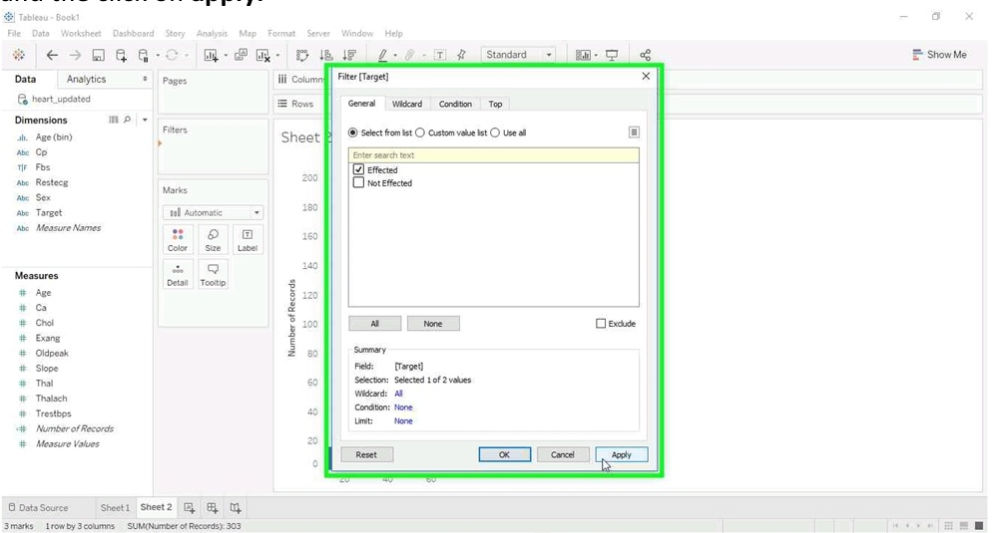 and the click on apply.
Tableau - Book1
File Data Worksheet Dashboard Story Analysis Map Format Server Window Help
Standard
Show Me
Data Analytics
Pages
Columns
heart_updated
Rows
Dimensions
Age (bin)
Abc Cp
T|F Fbs
Abc Restecg
Abc Sex
Abc Target
Abc Measure Names
Measures
# Age
# Ca
# Chol
# Exang
# Oldpeak
# Slope
# Thal
# Thalach
# Trestbps
# Number of Records
# Measure Values
Filters
Marks
Automatic
Color Size Label
Detail Tooltip
Sheet 2
Number of Records
200
180
160
140
120
100
80
60
40
20
0
20 40 60
Filter [Target]
General Wildcard Condition Top
Select from list Custom value list Use all
Enter search text
Effected
Not Effected
All None Exclude
Summary
Field: [Target]
Selection: Selected 1 of 2 values
Wildcard: All
Condition: None
Limit: None
Reset OK Cancel Apply
Data Source Sheet 1 Sheet 2
3 marks 1 row by 3 columns SUM(Number of Records): 303